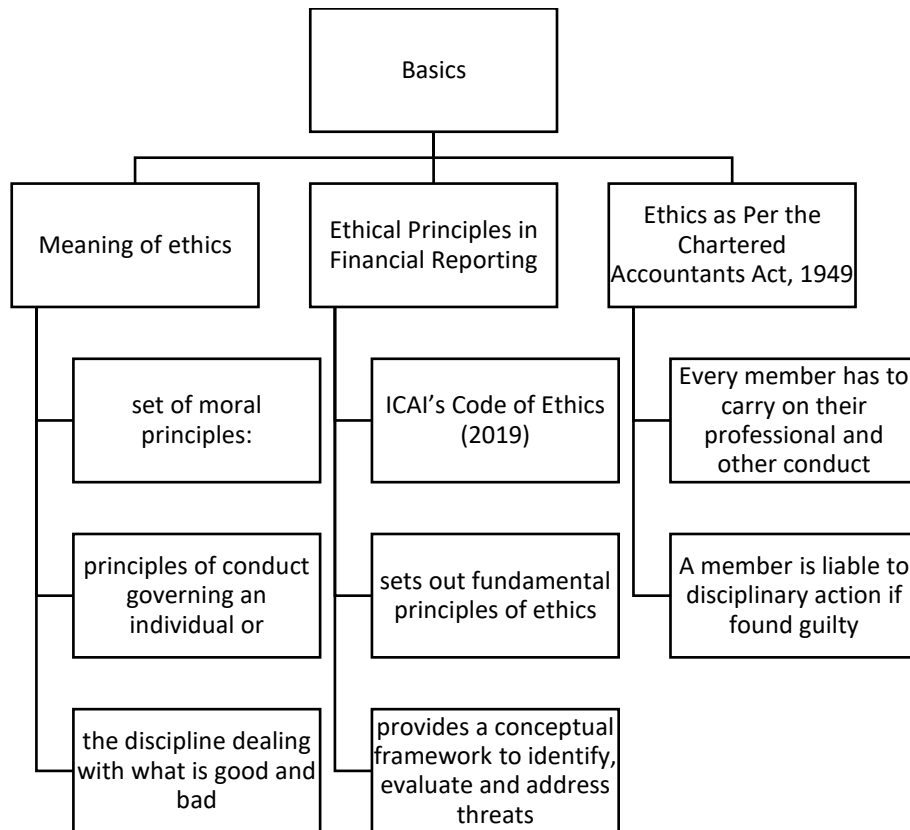 Basics
Meaning of ethics
set of moral
principles:
principles of conduct
governing an
individual or
the discipline dealing
with what is good and
bad
Ethical Principles in
Financial Reporting
ICAI’s Code of Ethics
(2019)
sets out fundamental
principles of ethics
provides a conceptual
framework to identify,
evaluate and address
threats
Ethics as Per the
Chartered
Accountants Act, 1949
Every member has to
carry on their
professional and
other conduct
A member is liable to
disciplinary action if
found guilty